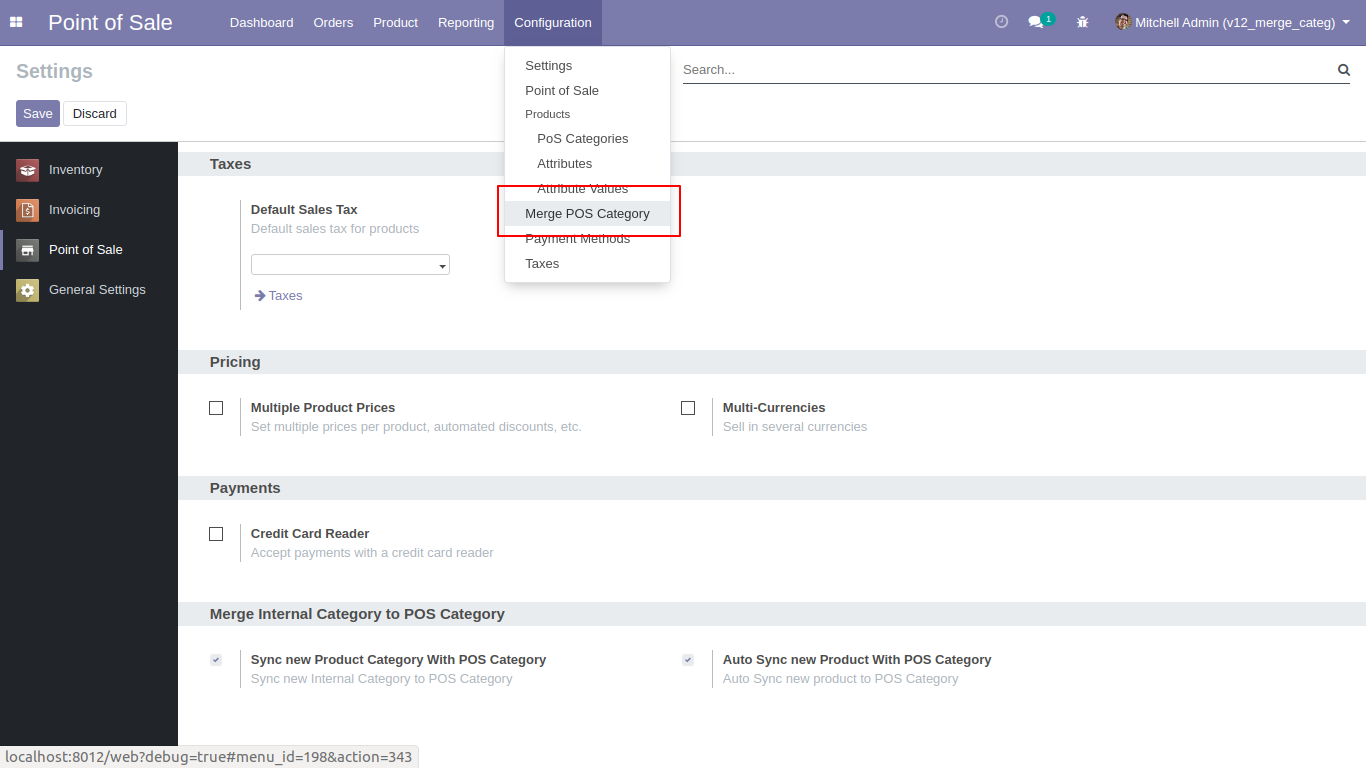 Point of Sale
Dashboard Orders Product Reporting Configuration
1
Mitchell Admin (v12_merge_categ)
Settings
Search...
Save Discard
Settings
Point of Sale
Products
PoS Categories
Attributes
Attribute Values
Merge POS Category
Payment Methods
Taxes
Inventory
Invoicing
Point of Sale
General Settings
Taxes
Default Sales Tax
Default sales tax for products
Taxes
Pricing
Multiple Product Prices
Set multiple prices per product, automated discounts, etc.
Multi-Currencies
Sell in several currencies
Payments
Credit Card Reader
Accept payments with a credit card reader
Merge Internal Category to POS Category
Sync new Product Category With POS Category
Sync new Internal Category to POS Category
Auto Sync new Product With POS Category
Auto Sync new product to POS Category
localhost:8012/web?debug=true#menu_id=198&action=343